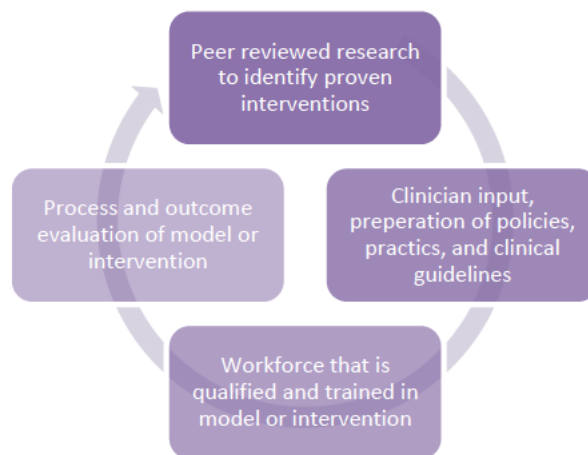 Peer reviewed research
to identify proven
interventions
Clinician input,
preperation of policies,
practics, and clinical
guidelines
Workforce that is
qualified and trained in
model or intervention
Process and outcome
evaluation of model or
intervention